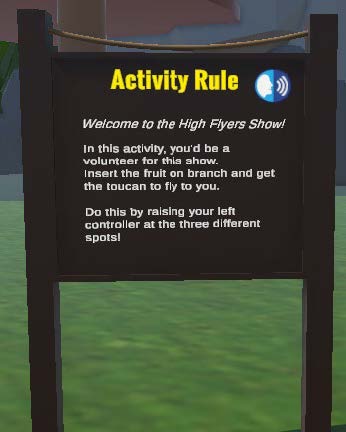 Activity Rule
Welcome to the High Flyers Show!
In this activity, you'd be a
volunteer for this show.
Insert the fruit on branch and get
the toucan to fly to you.
Do this by raising your left
controller at the three different
spots!